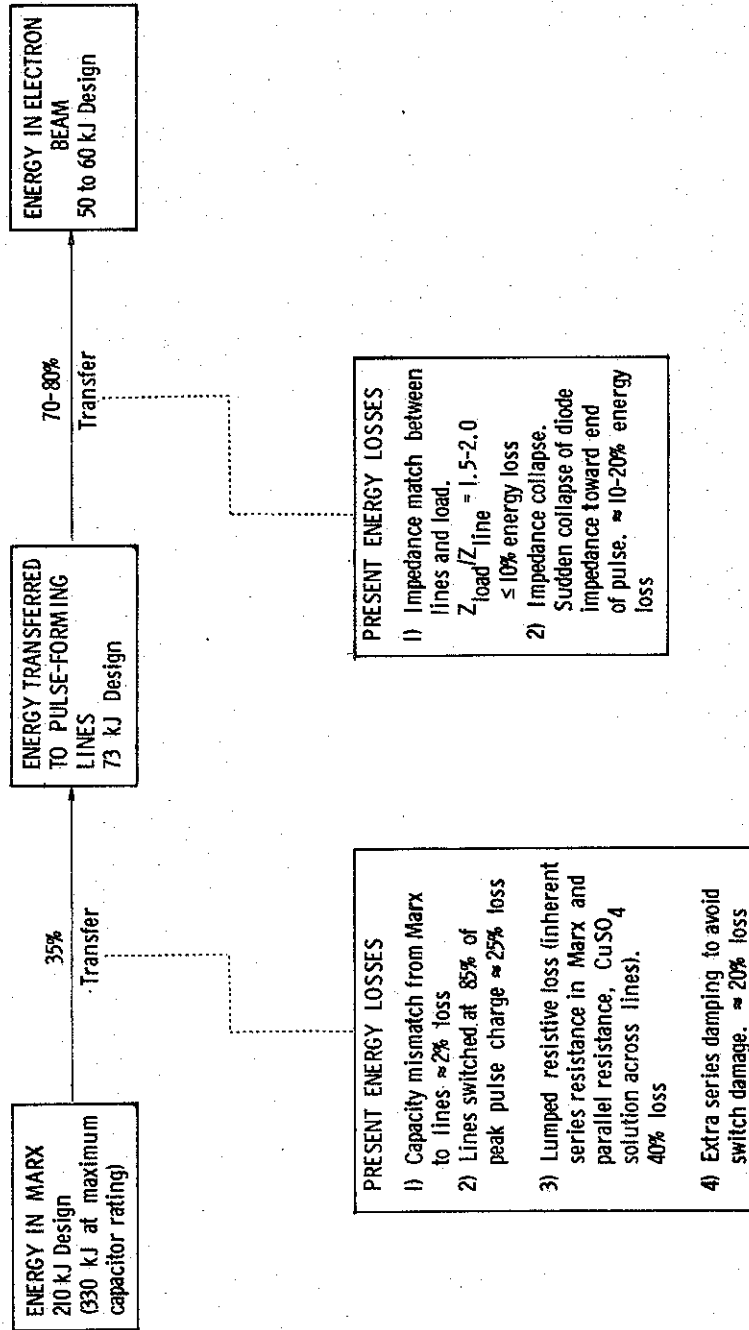 ENERGY IN MARX
210 kJ Design
(330 kJ at maximum
capacitor rating)
35%
Transfer
ENERGY TRANSFERRED
TO PULSE-FORMING
LINES
73 kJ Design
70-80%
Transfer
ENERGY IN ELECTRON
BEAM
50 to 60 kJ Design
PRESENT ENERGY LOSSES
1) Capacity mismatch from Marx
to lines ≈2% loss
2) Lines switched at 85% of
peak pulse charge ≈ 25% loss
3) Lumped resistive loss (inherent
series resistance in Marx and
parallel resistance, CuSO4
solution across lines).
40% loss
4) Extra series damping to avoid
switch damage. ≈ 20% loss
PRESENT ENERGY LOSSES
1) Impedance match between
lines and load.
Zload/Zline = 1.5-2.0
≤ 10% energy loss
2) Impedance collapse.
Sudden collapse of diode
impedance toward end
of pulse. ≈ 10-20% energy
loss